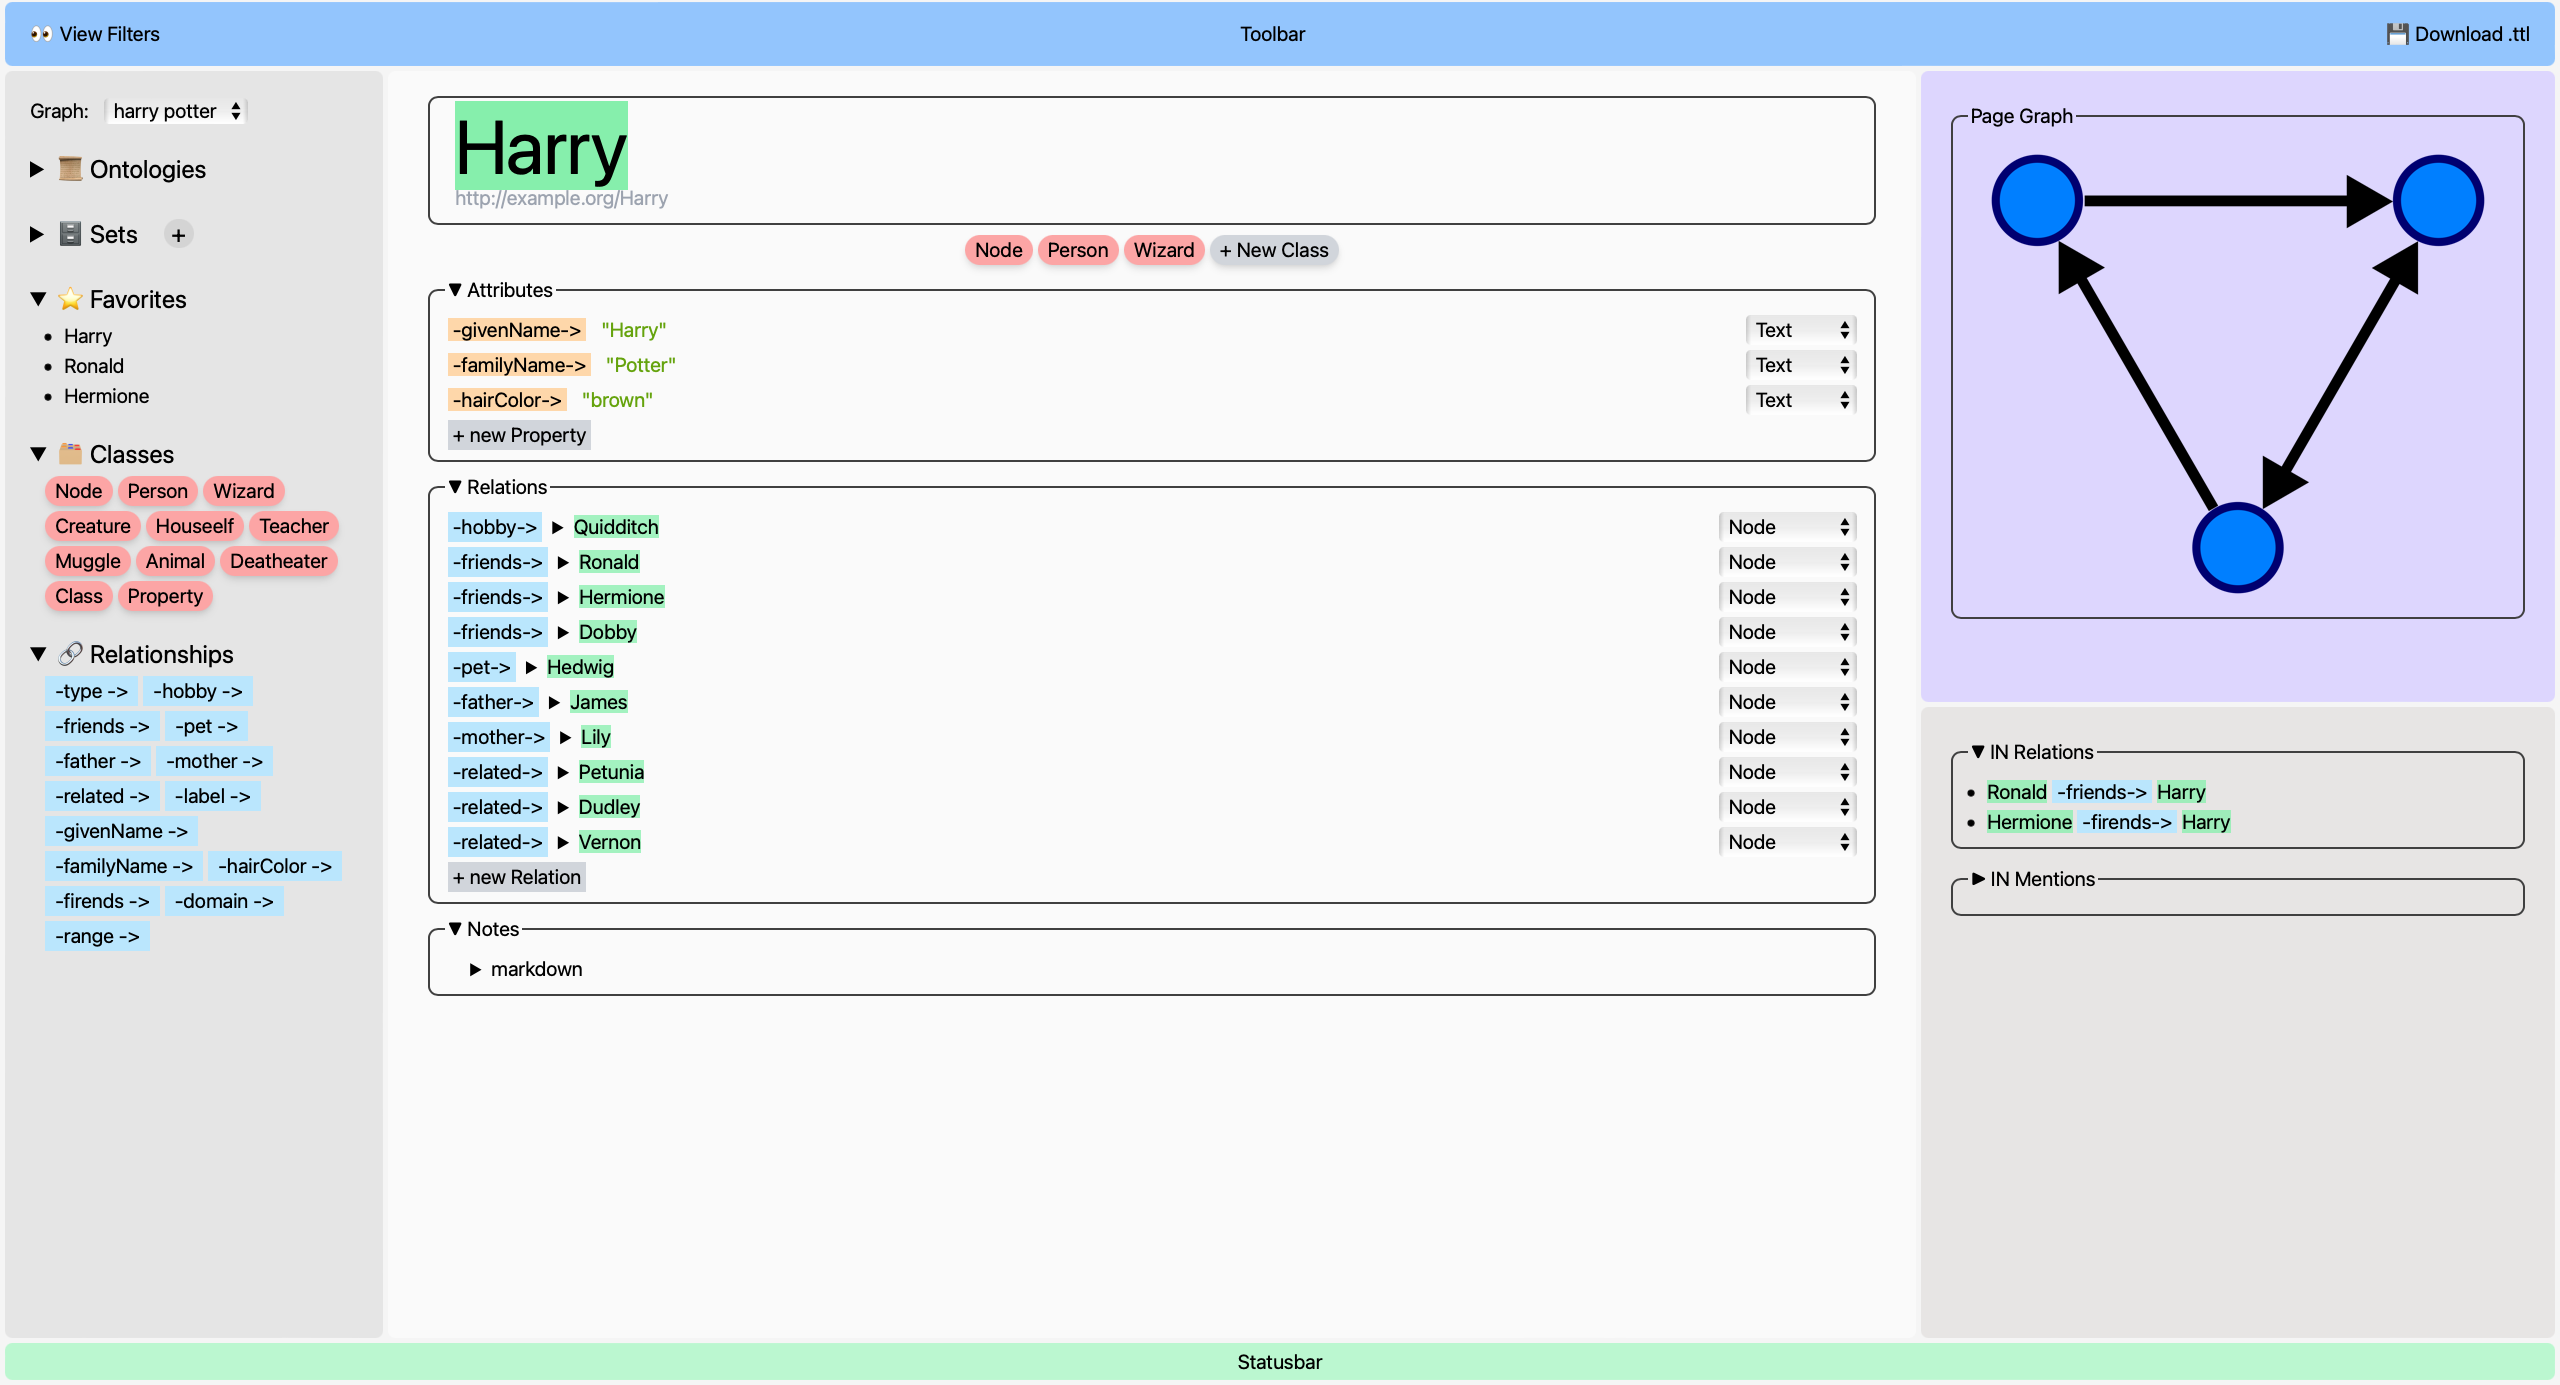 👀 View Filters
Toolbar
💾 Download .ttl
Graph: harry potter
Ontologies
Sets +
Favorites
Harry
Ronald
Hermione
Classes
Node Person Wizard
Creature Houseelf Teacher
Muggle Animal Deatheater
Class Property
Relationships
-type -> -hobby ->
-friends -> -pet ->
-father -> -mother ->
-related -> -label ->
-givenName ->
-familyName -> -hairColor ->
-firends -> -domain ->
-range ->
Harry
http://example.org/Harry
Node Person Wizard + New Class
Attributes
-givenName-> "Harry" Text
-familyName-> "Potter" Text
-hairColor-> "brown" Text
+ new Property
Relations
-hobby-> Quidditch Node
-friends-> Ronald Node
-friends-> Hermione Node
-friends-> Dobby Node
-pet-> Hedwig Node
-father-> James Node
-mother-> Lily Node
-related-> Petunia Node
-related-> Dudley Node
-related-> Vernon Node
+ new Relation
Notes
markdown
Page Graph
IN Relations
Ronald -friends-> Harry
Hermione -firends-> Harry
IN Mentions
Statusbar